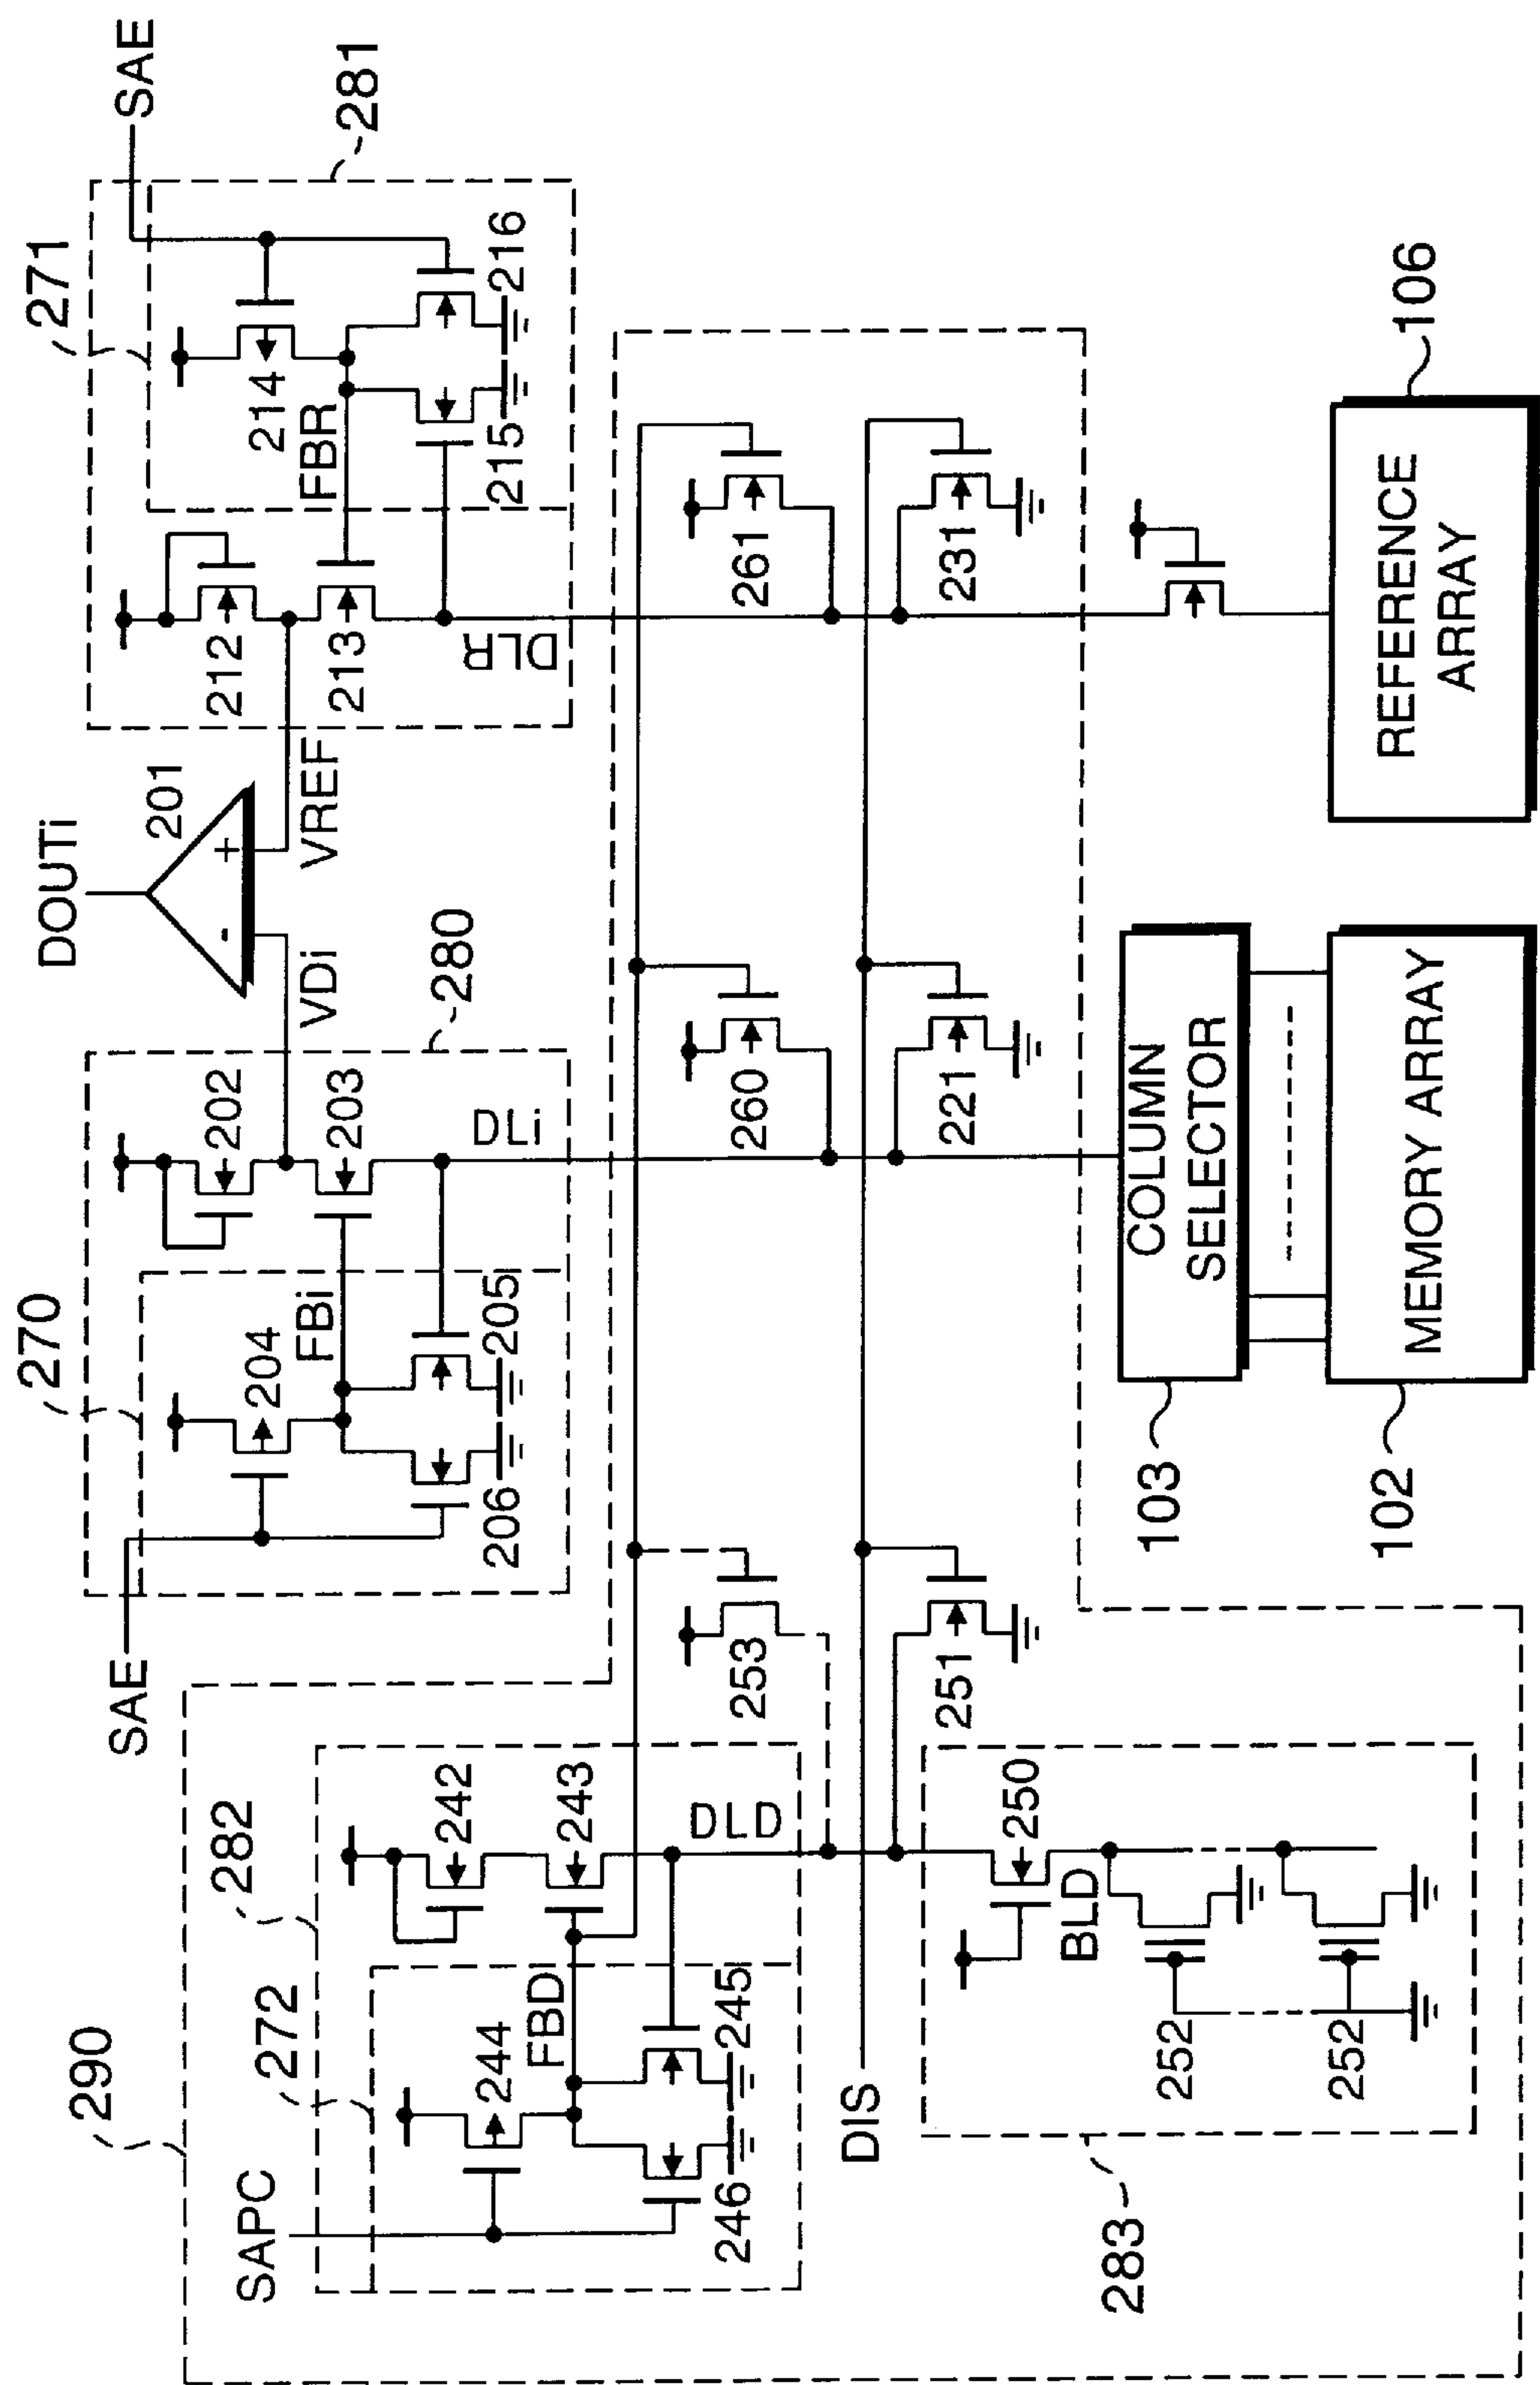 DOUTi
201
-
+
VDi
VREF
SAE
270
204
FBi
206
205
202
203
DLi
280
271
SAE
281
212
213
214
FBR
215
216
DLR
290
SAPC
282
272
244
FBD
246
245
242
243
DLD
253
260
261
251
221
231
DIS
283
250
BLD
252
252
103
COLUMN
SELECTOR
102
MEMORY ARRAY
106
REFERENCE
ARRAY